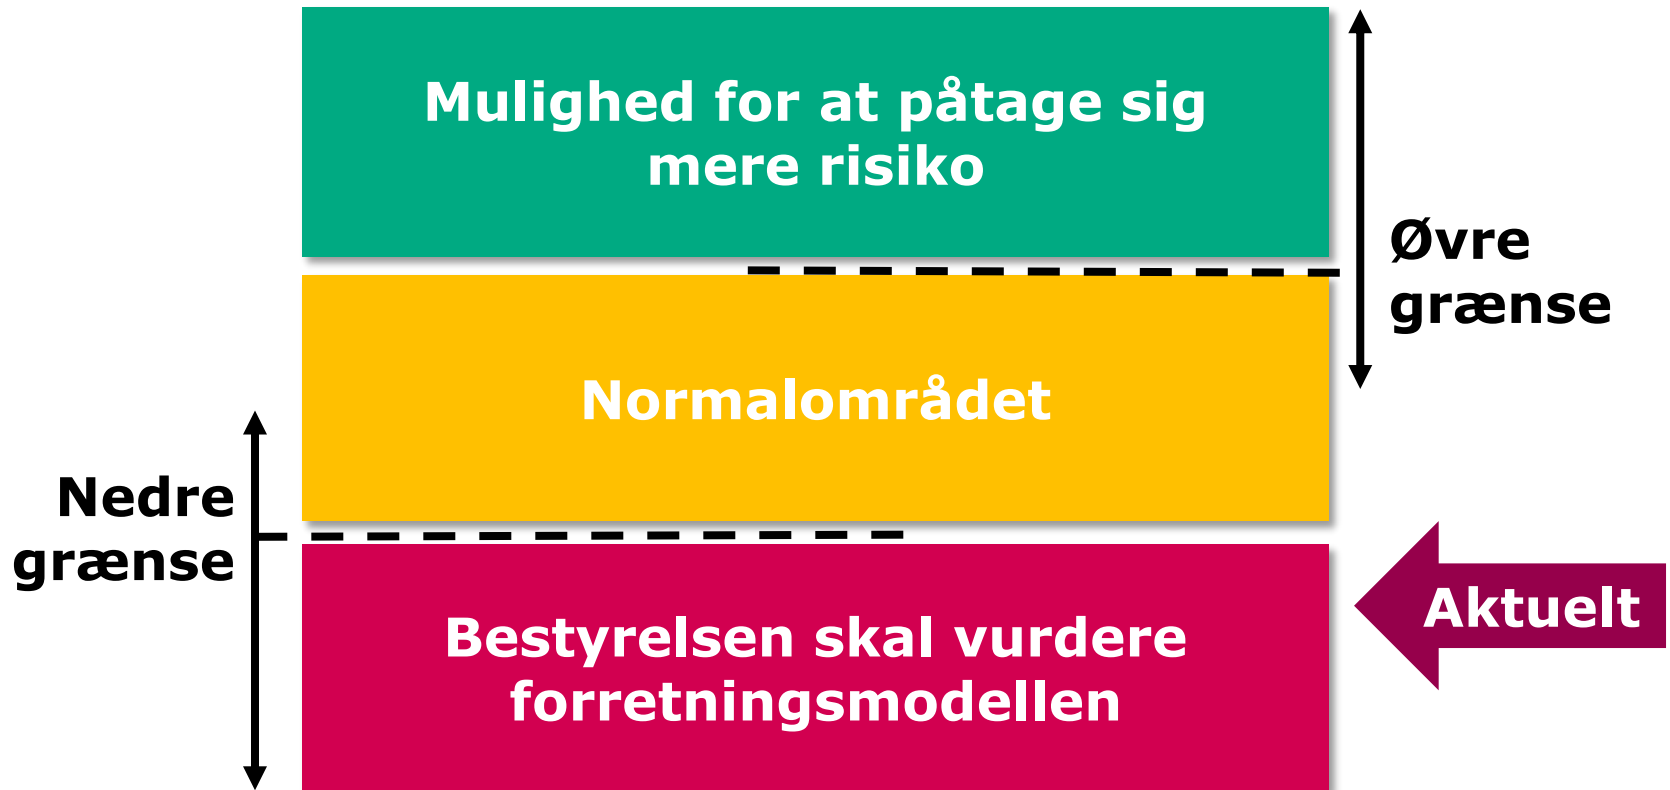 Mulighed for at påtage sig
mere risiko
Øvre
grænse
Normalområdet
Nedre
grænse
Aktuelt
Bestyrelsen skal vurdere
forretningsmodellen